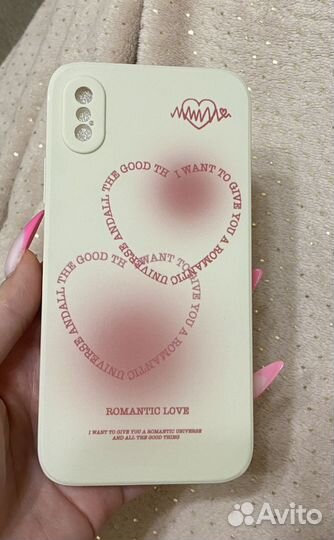 I WANT TO GIVE YOU A ROMANTIC UNIVERSE ANDALL THE GOOD TH
I WANT TO GIVE YOU A ROMANTIC UNIVERSE ANDALL THE GOOD TH
ROMANTIC LOVE
I WANT TO GIVE YOU A ROMANTIC UNIVERSE
AND ALL THE GOOD THING
Avito